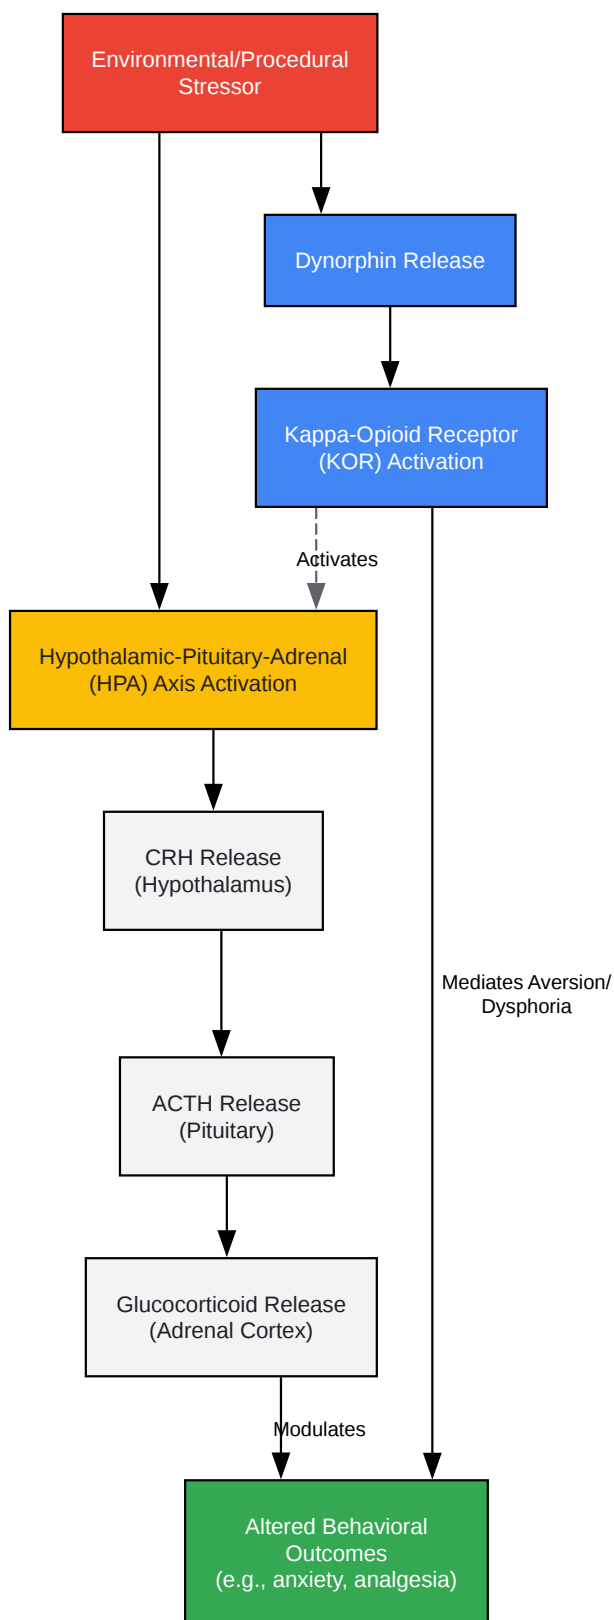 Environmental/Procedural
Stressor
Dynorphin Release
Kappa-Opioid Receptor
(KOR) Activation
Activates
Hypothalamic-Pituitary-Adrenal
(HPA) Axis Activation
CRH Release
(Hypothalamus)
Mediates Aversion/
Dysphoria
ACTH Release
(Pituitary)
Glucocorticoid Release
(Adrenal Cortex)
Modulates
Altered Behavioral
Outcomes
(e.g., anxiety, analgesia)